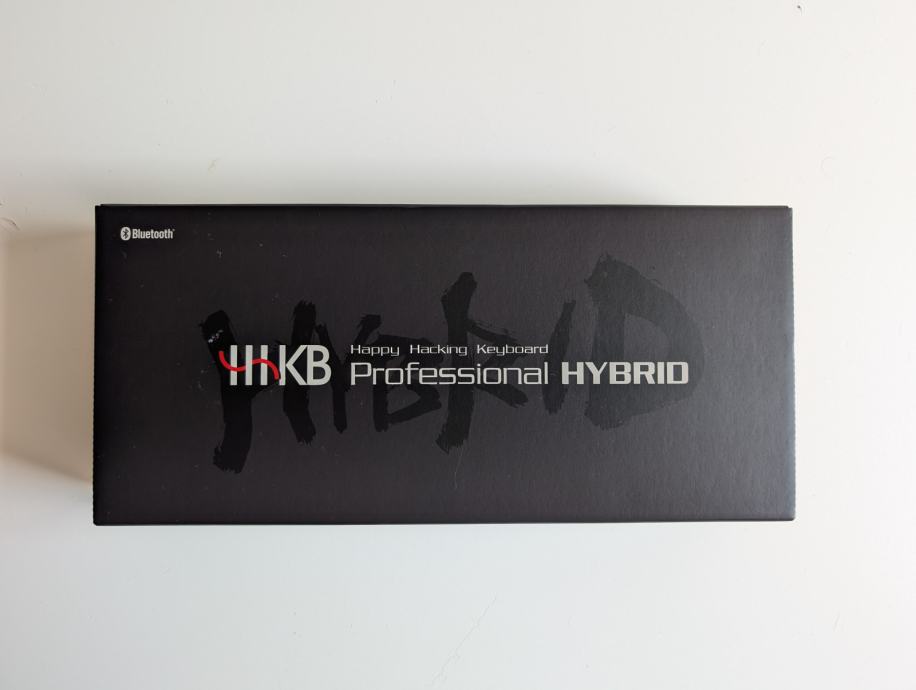 Bluetooth
HHKB
Happy Hacking Keyboard
Professional HYBRID
HYBRID